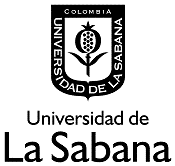 COLOMBIA
UNIVERSIDAD DE LA SABANA
Universidad de
La Sabana